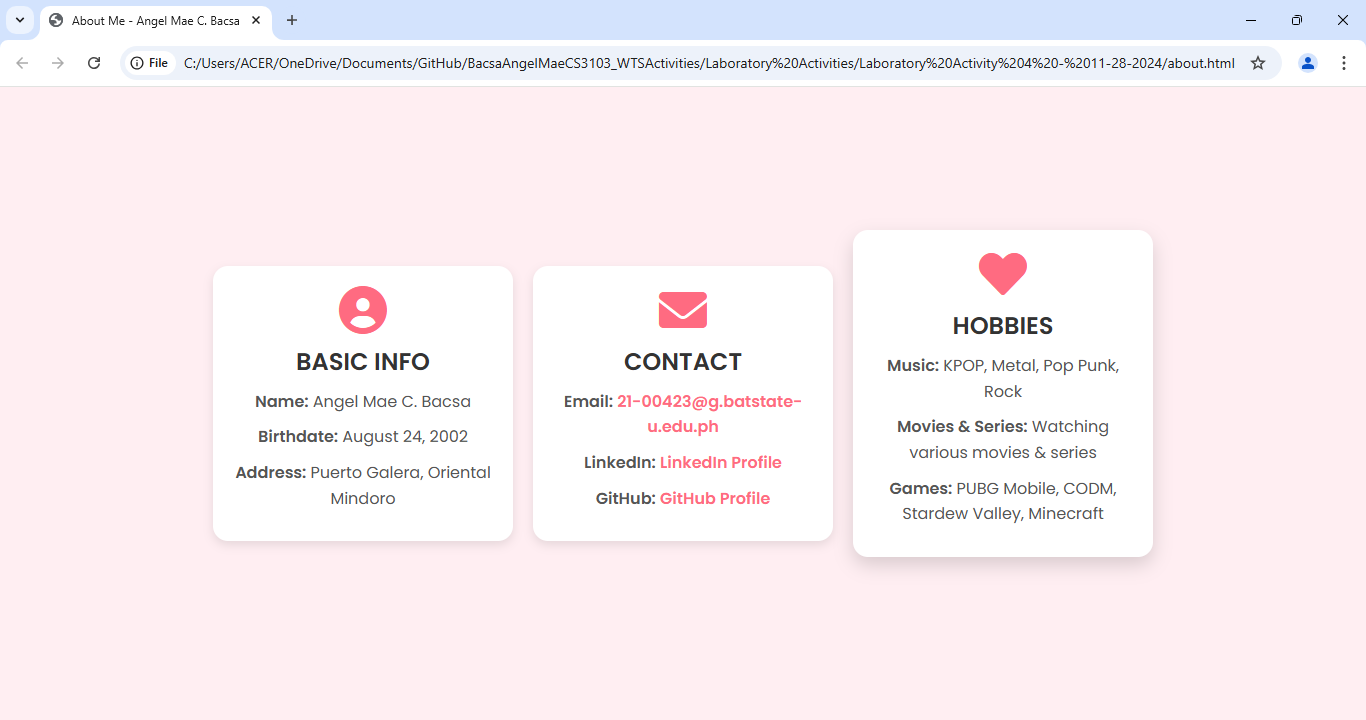 About Me - Angel Mae C. Bacsa
File
C:/Users/ACER/OneDrive/Documents/GitHub/BacsaAngelMaeCS3103_WTSActivities/Laboratory%20Activities/Laboratory%20Activity%204%20-%2011-28-2024/about.html
BASIC INFO
Name: Angel Mae C. Bacsa
Birthdate: August 24, 2002
Address: Puerto Galera, Oriental
Mindoro
CONTACT
Email: 21-00423@g.batstate-
u.edu.ph
LinkedIn: LinkedIn Profile
GitHub: GitHub Profile
HOBBIES
Music: KPOP, Metal, Pop Punk,
Rock
Movies & Series: Watching
various movies & series
Games: PUBG Mobile, CODM,
Stardew Valley, Minecraft